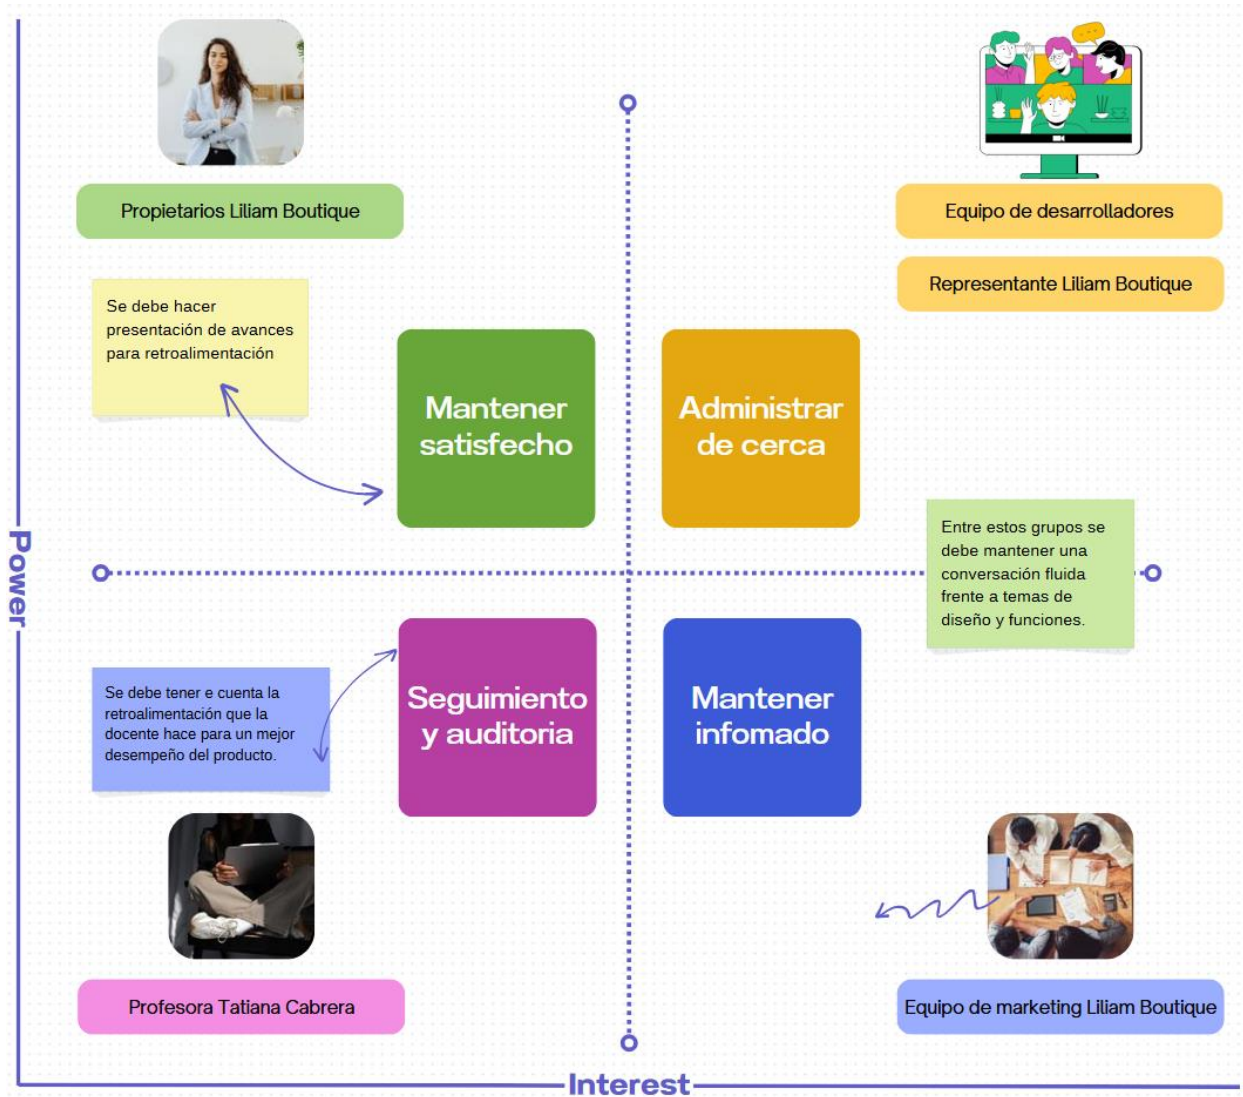 Propietarios Liliam Boutique
Equipo de desarrolladores
Representante Liliam Boutique
Se debe hacer
presentación de avances
para retroalimentación
Mantener
satisfecho
Administrar
de cerca
Power
Entre estos grupos se
debe mantener una
conversación fluida
frente a temas de
diseño y funciones.
Se debe tener e cuenta la
retroalimentación que la
docente hace para un mejor
desempeño del producto.
Seguimiento
y auditoria
Mantener
infomado
Profesora Tatiana Cabrera
Equipo de marketing Liliam Boutique
Interest